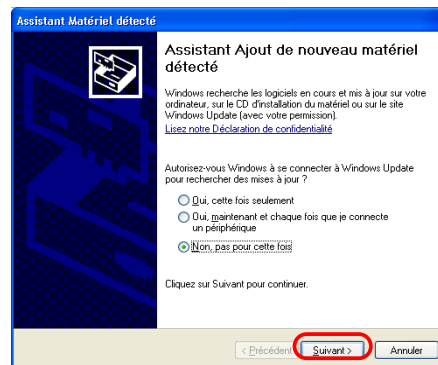 Assistant Matériel détecté
Assistant Ajout de nouveau matériel
détecté
Windows recherche les logiciels en cours et mis à jour sur votre
ordinateur, sur le CD d'installation du matériel ou sur le site
Windows Update (avec votre permission).
Lisez notre Déclaration de confidentialité
Autorisez-vous Windows à se connecter à Windows Update
pour rechercher des mises à jour ?
Oui, cette fois seulement
Oui, maintenant et chaque fois que je connecte
un périphérique
Non, pas pour cette fois
Cliquez sur Suivant pour continuer.
< Précédent Suivant > Annuler